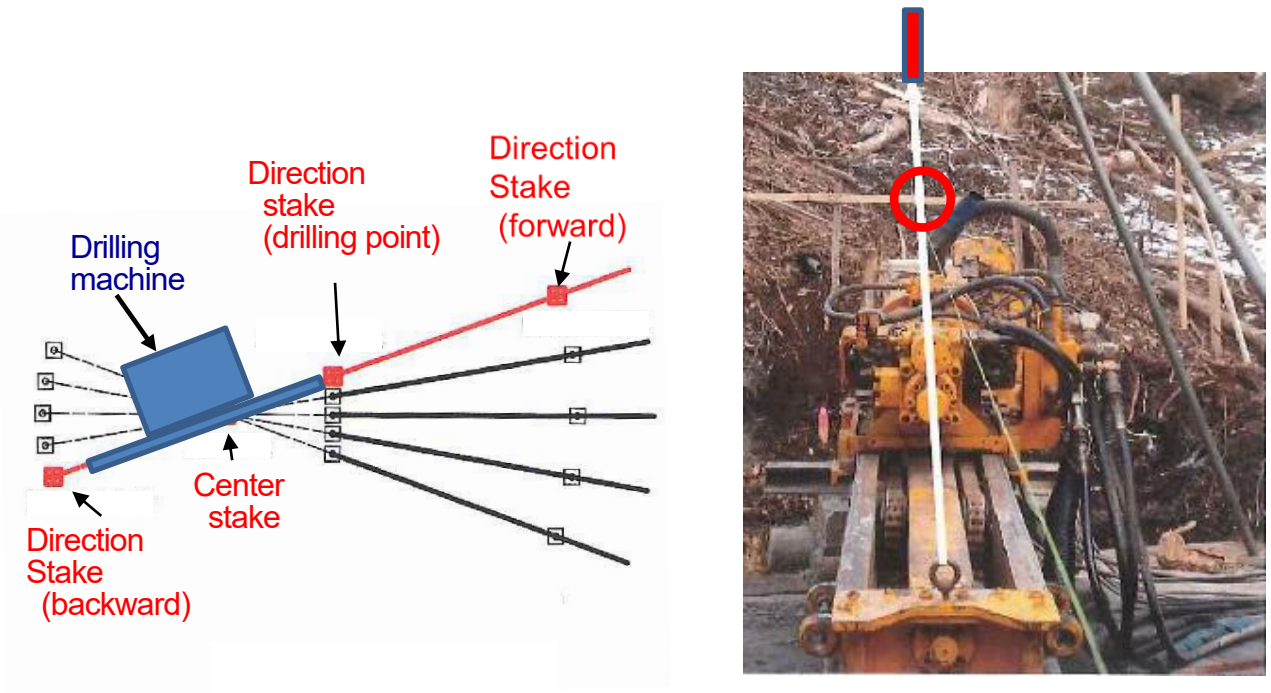 Direction
stake
(drilling point)
Direction
Stake
(forward)
Drilling
machine
Center
stake
Direction
Stake
(backward)